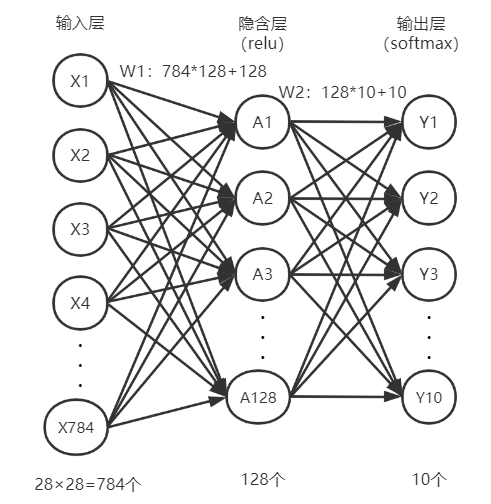 输入层
隐含层
（relu）
输出层
（softmax）
W1：784*128+128
W2：128*10+10
X1
X2
X3
X4
X784
A1
A2
A3
A128
Y1
Y2
Y3
Y10
28×28=784个
128个
10个